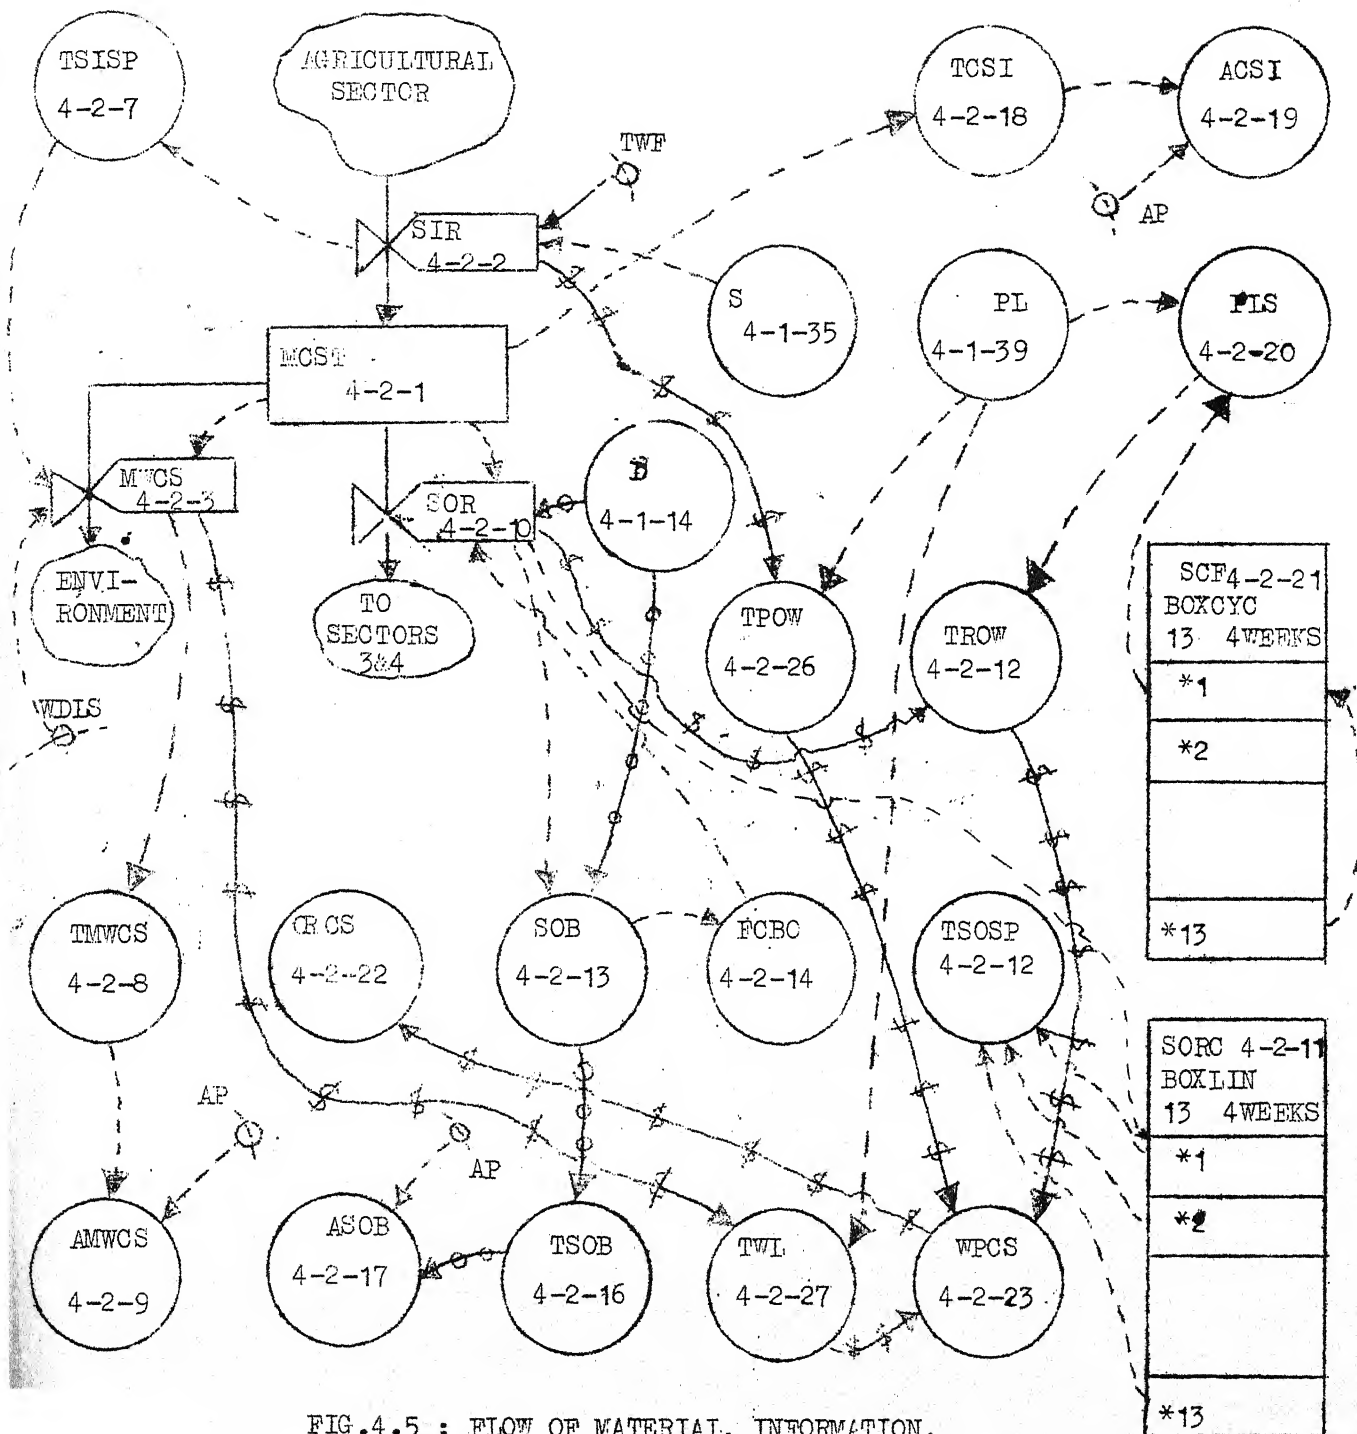 TSISP
4-2-7
AGRICULTURAL
SECTOR
TCSI
4-2-18
ACSI
4-2-19
TWF
AP
SIR
4-2-2
S
4-1-35
PL
4-1-39
PLS
4-2-20
MCST
4-2-1
MWCS
4-2-3
SOR
4-2-10
D
4-1-14
ENVI-
RONMENT
TO
SECTORS
3&4
TPOW
4-2-26
TROW
4-2-12
SCF4-2-21
BOXCYC
13 4WEEKS
*1
*2
*13
WDLS
TMWCS
4-2-8
CRCS
4-2-22
SOB
4-2-13
FCBC
4-2-14
TSOSP
4-2-12
SORC 4-2-11
BOXLIN
13 4WEEKS
*1
*2
*13
AP
AP
AMWCS
4-2-9
ASOB
4-2-17
TSOB
4-2-16
TWL
4-2-27
WPCS
4-2-23
FIG.4.5 : FLOW OF MATERIAL, INFORMATION,